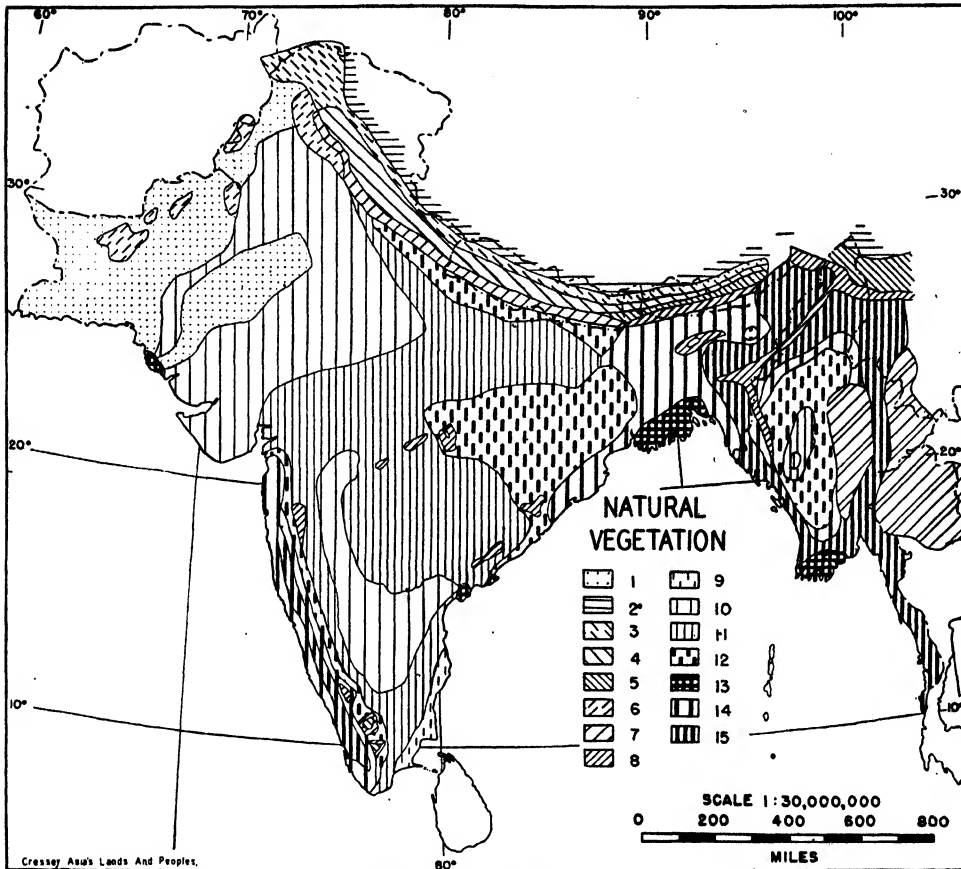 60° 70° 80° 90° 100°
30° 30°
20° 20°
NATURAL
VEGETATION
1 9
2 10
3 11
4 12
5 13
6 14
7 15
8
10° 10°
SCALE 1:30,000,000
0 200 400 600 800
MILES
Cressey Asia's Lands And Peoples.
80°